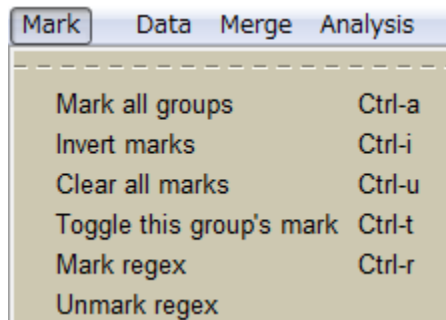 Mark Data Merge Analysis
Mark all groups Ctrl-a
Invert marks Ctrl-i
Clear all marks Ctrl-u
Toggle this group's mark Ctrl-t
Mark regex Ctrl-r
Unmark regex